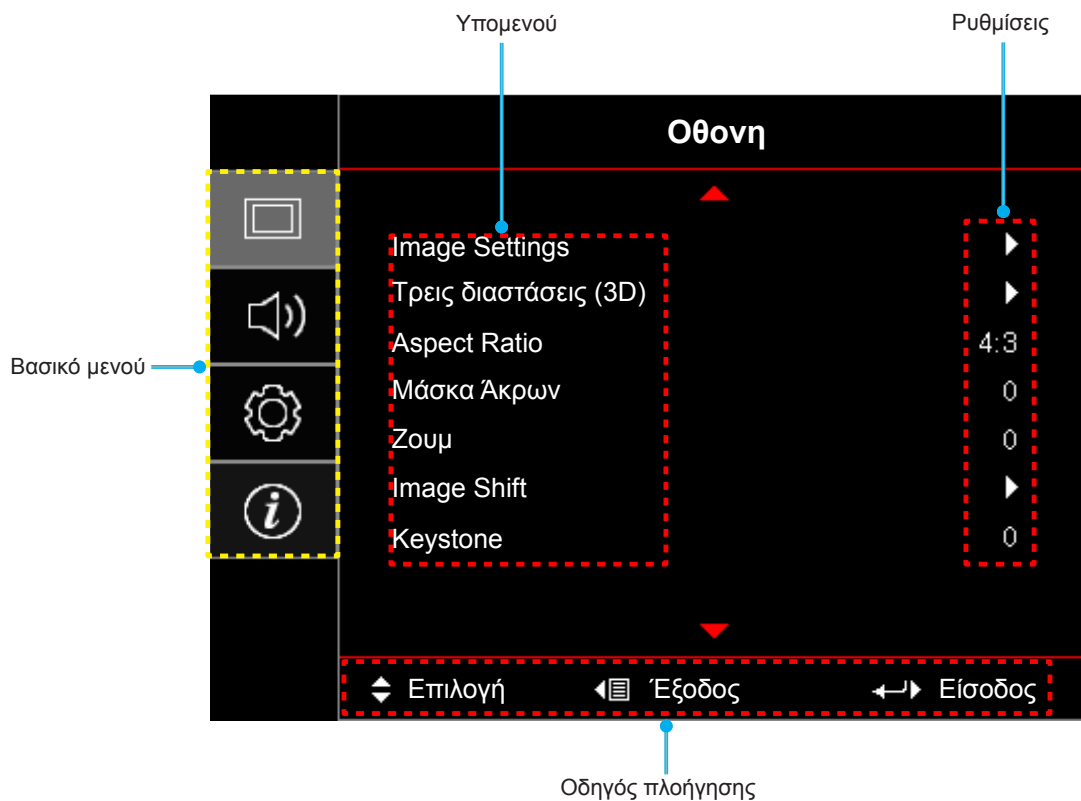 Υπομενού
Ρυθμίσεις
Οθονη
Image Settings
Τρεις διαστάσεις (3D)
Aspect Ratio 4:3
Μάσκα Άκρων 0
Ζουμ 0
Image Shift
Keystone 0
Βασικό μενού
Επιλογή Έξοδος Είσοδος
Οδηγός πλοήγησης